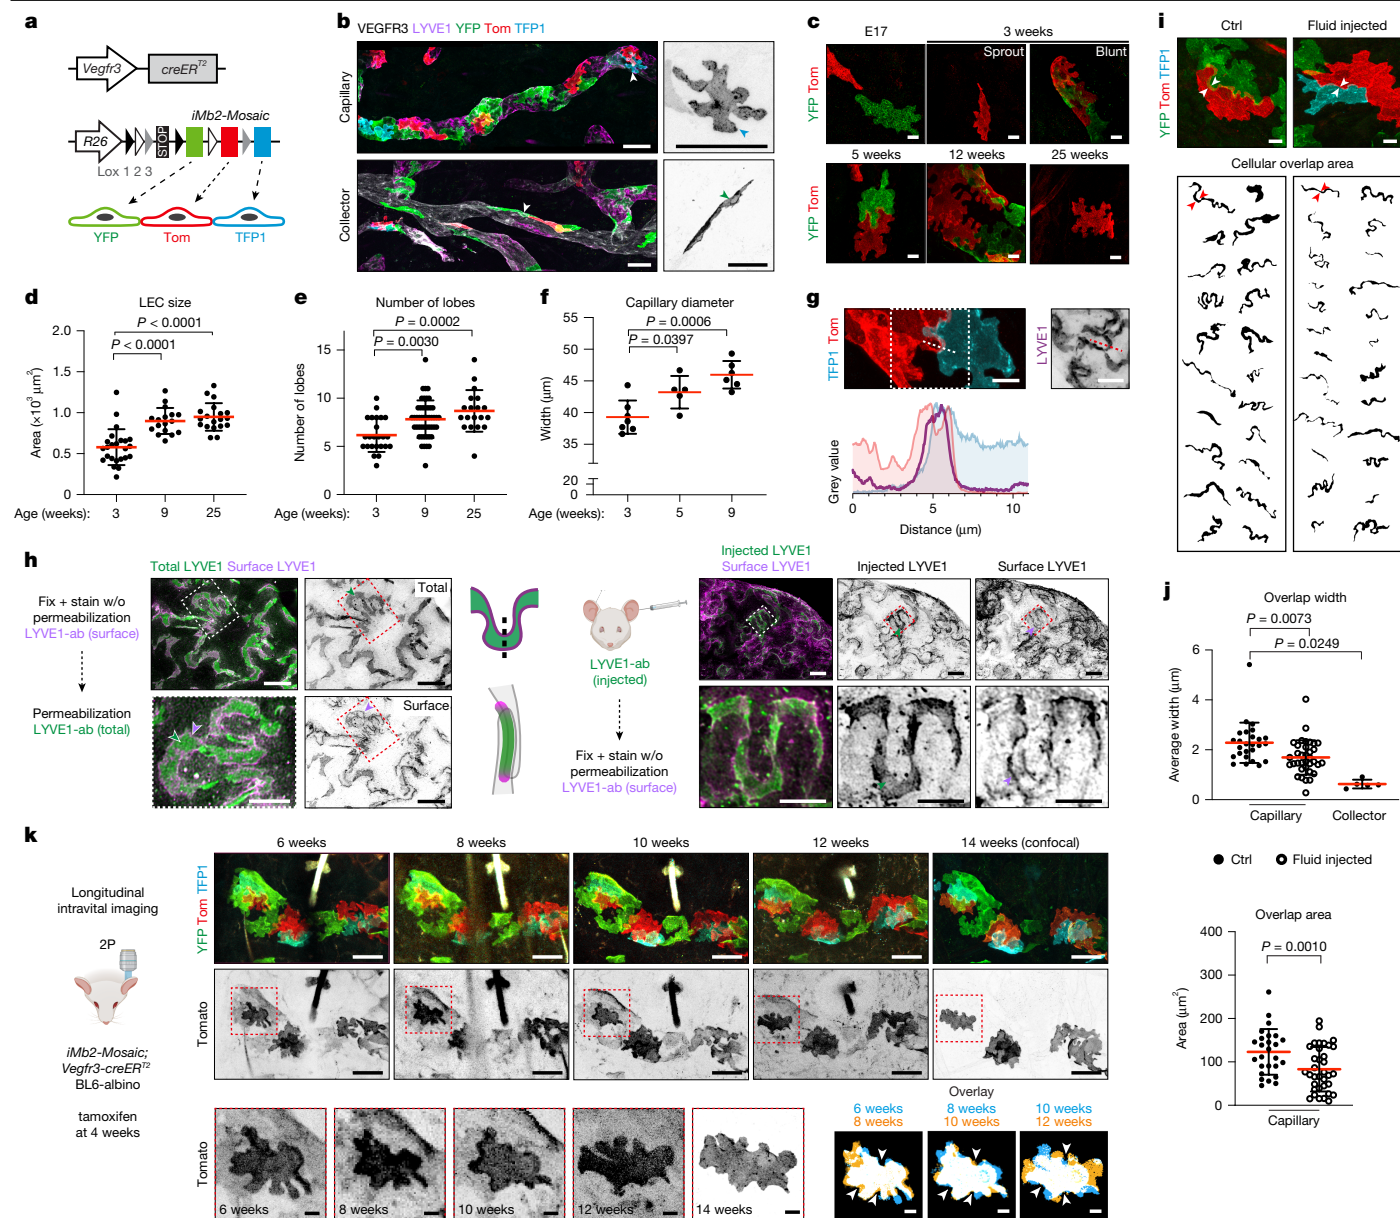 a
Vegfr3
creER^T2
iMb2-Mosaic
R26
STOP
Lox 1 2 3
YFP
Tom
TFP1
b
VEGFR3 LYVE1 YFP Tom TFP1
Capillary
Collector
c
E17
3 weeks
Sprout
Blunt
YFP Tom
5 weeks
12 weeks
25 weeks
YFP Tom
d
LEC size
P < 0.0001
P < 0.0001
Area (×10³ μm²)
2.0
1.5
1.0
0.5
0
Age (weeks):
3
9
25
e
Number of lobes
P = 0.0002
P = 0.0030
Number of lobes
15
10
5
0
Age (weeks):
3
9
25
f
Capillary diameter
P = 0.0006
P = 0.0397
Width (μm)
55
45
40
35
20
0
Age (weeks):
3
5
9
g
TFP1 Tom
LYVE1
Grey value
0
5
10
Distance (μm)
h
Total LYVE1 Surface LYVE1
Fix + stain w/o
permeabilization
LYVE1-ab (surface)
Permeabilization
LYVE1-ab (total)
Total
Surface
LYVE1-ab
(injected)
Fix + stain w/o
permeabilization
LYVE1-ab (surface)
Injected LYVE1
Surface LYVE1
Injected LYVE1
Surface LYVE1
i
Ctrl
Fluid injected
YFP Tom TFP1
Cellular overlap area
j
Overlap width
P = 0.0073
P = 0.0249
Average width (μm)
6
4
2
0
Capillary
Collector
Ctrl
Fluid injected
Overlap area
P = 0.0010
Area (μm²)
400
300
200
100
0
Capillary
k
Longitudinal
intravital imaging
2P
iMb2-Mosaic;
Vegfr3-creER^T2
BL6-albino
tamoxifen
at 4 weeks
6 weeks
8 weeks
10 weeks
12 weeks
14 weeks (confocal)
YFP Tom TFP1
Tomato
Tomato
6 weeks
8 weeks
10 weeks
12 weeks
14 weeks
Overlay
6 weeks
8 weeks
8 weeks
10 weeks
10 weeks
12 weeks